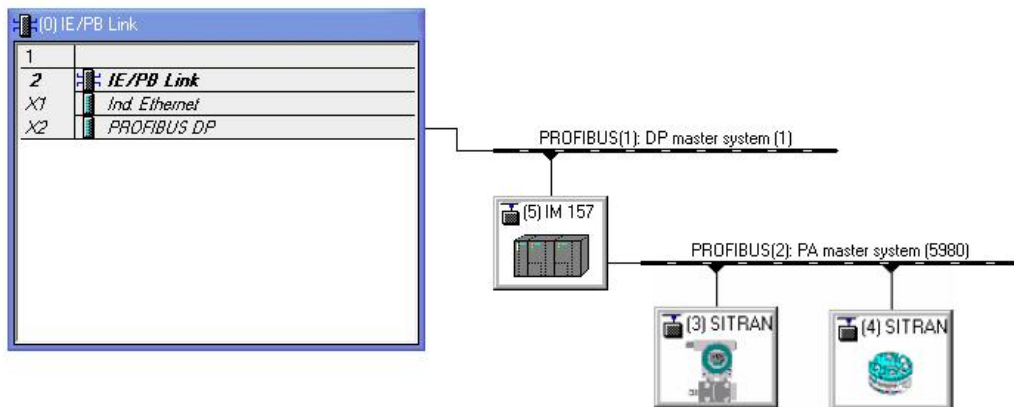 (0) IE/PB Link
1
2 IE/PB Link
X1 Ind. Ethernet
X2 PROFIBUS DP
PROFIBUS(1): DP master system (1)
(5) IM 157
PROFIBUS(2): PA master system (5980)
(3) SITRAN
(4) SITRAN